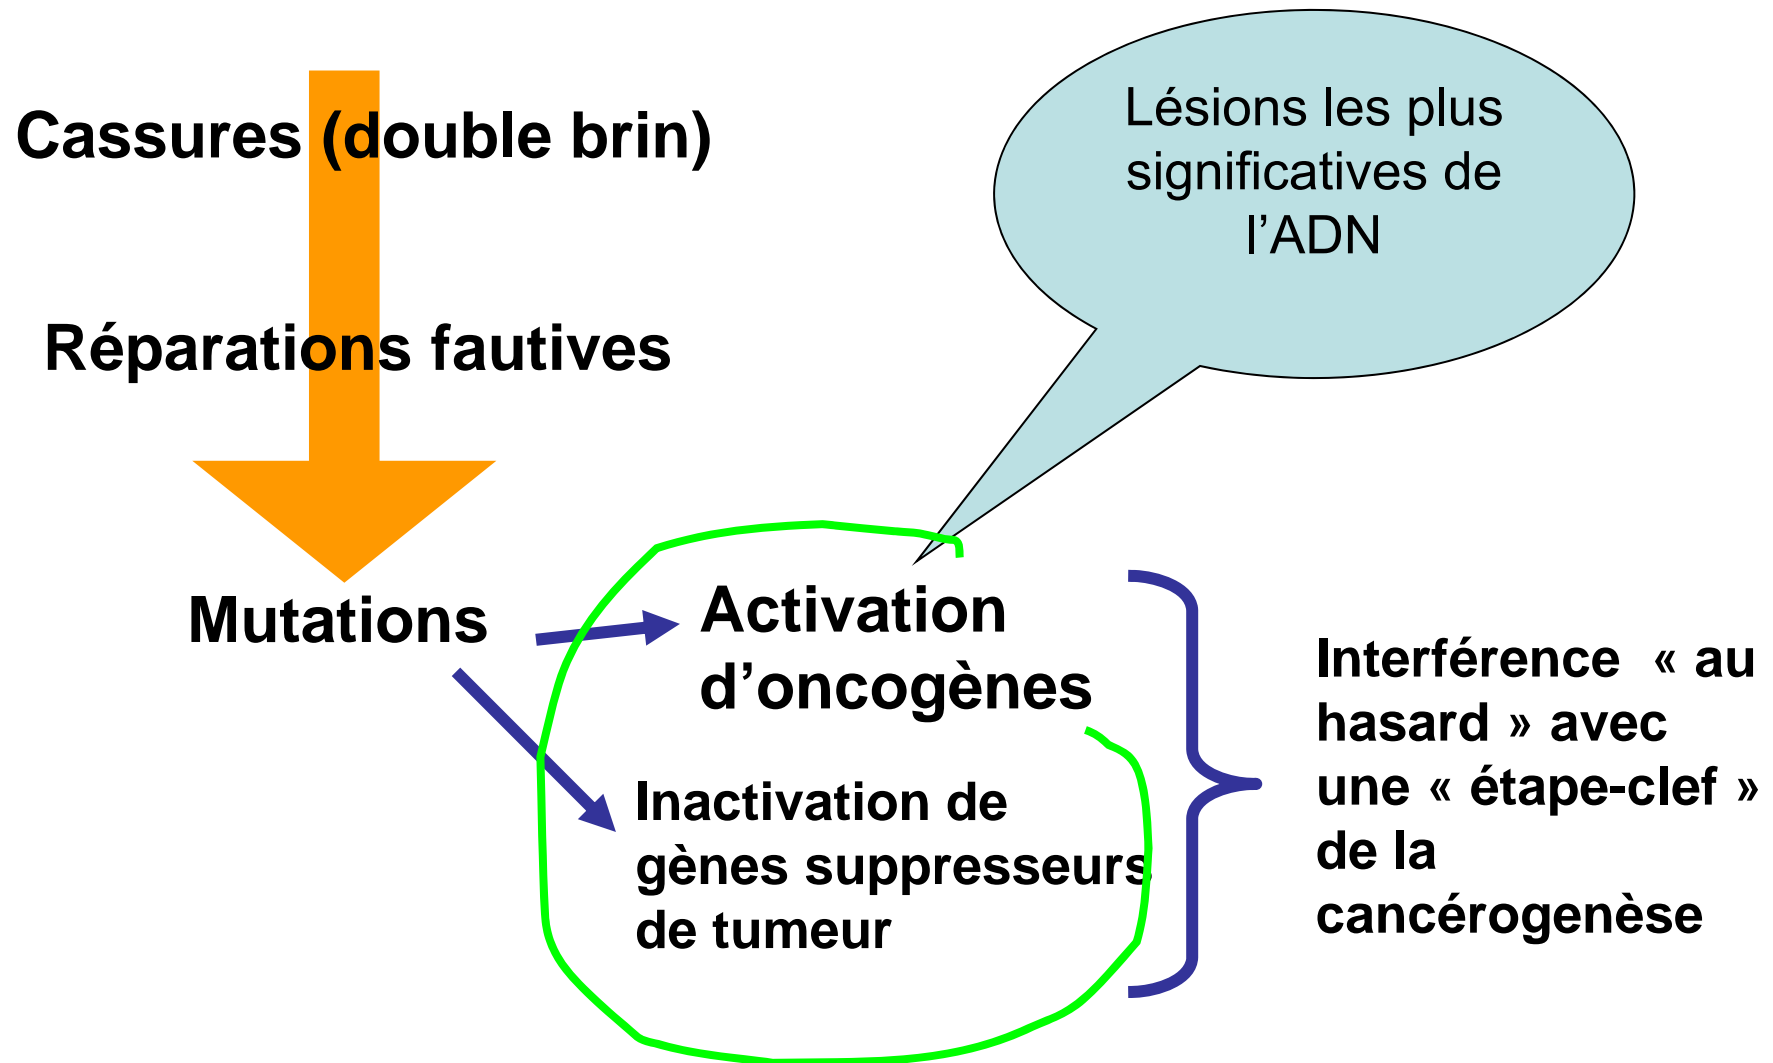 Cassures (double brin)
Réparations fautives
Mutations
Lésions les plus
significatives de
l’ADN
Activation
d’oncogènes
Inactivation de
gènes suppresseurs
de tumeur
Interférence « au
hasard » avec
une « étape-clef »
de la
cancérogenèse